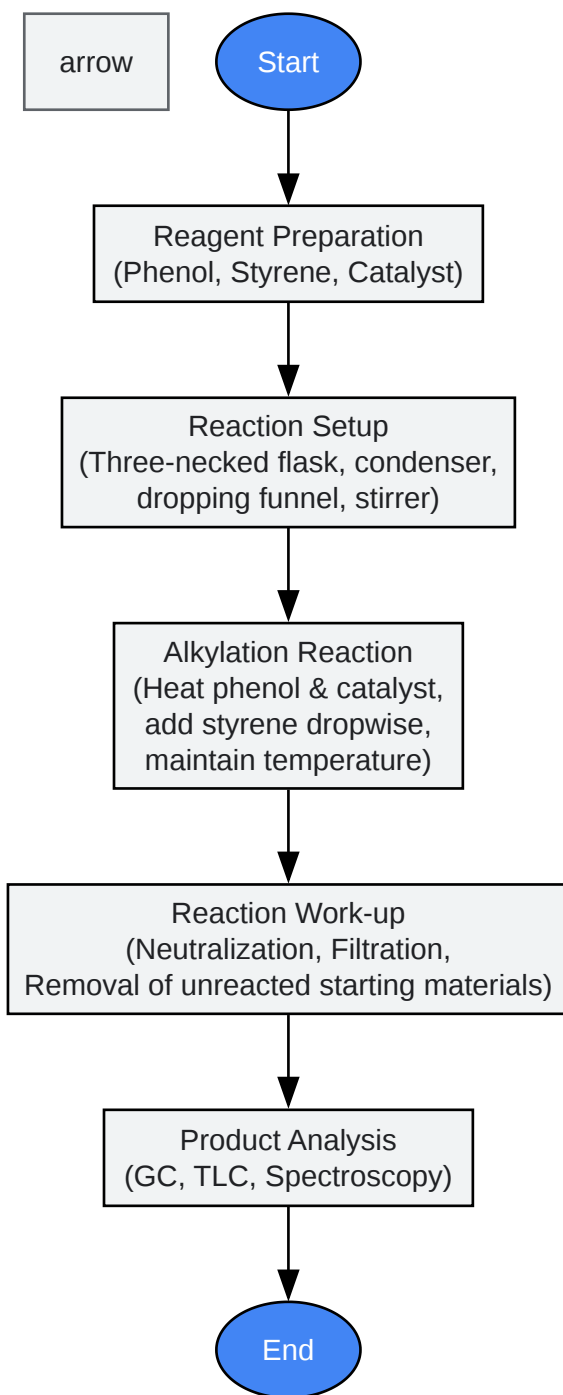 arrow
Start
Reagent Preparation
(Phenol, Styrene, Catalyst)
Reaction Setup
(Three-necked flask, condenser,
dropping funnel, stirrer)
Alkylation Reaction
(Heat phenol & catalyst,
add styrene dropwise,
maintain temperature)
Reaction Work-up
(Neutralization, Filtration,
Removal of unreacted starting materials)
Product Analysis
(GC, TLC, Spectroscopy)
End